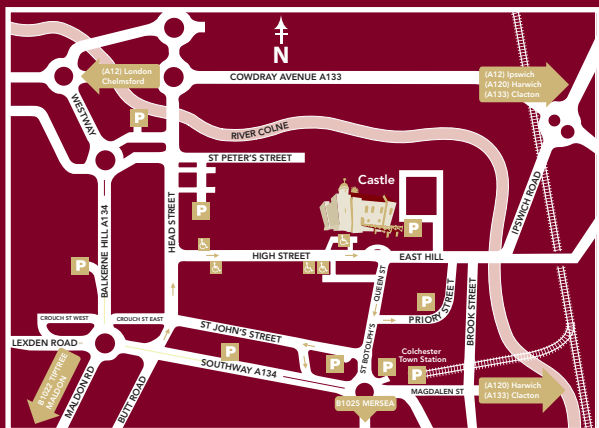 N
(A12) London
Chelmsford
COWDRAY AVENUE A133
(A12) Ipswich
(A120) Harwich
(A133) Clacton
WESTWAY
P
RIVER COLNE
ST PETER'S STREET
Castle
IPSWICH ROAD
P
P
HEAD STREET
BALKERNE HILL A134
HIGH STREET
EAST HILL
P
QUEEN ST
P
PRIORY STREET
BROOK STREET
CROUCH ST WEST
CROUCH ST EAST
ST JOHN'S STREET
ST BOTOLPH'S
LEXDEN ROAD
P
P
P
P
Colchester
Town Station
SOUTHWAY A134
B1022 TIPTREE
MALDON
MALDON RD
BUTT ROAD
MAGDALEN ST
(A120) Harwich
(A133) Clacton
B1025 MERSEA